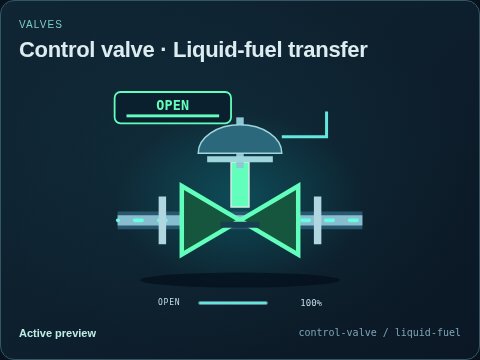 VALVES
Control valve · Liquid-fuel transfer
OPEN
OPEN 100%
Active preview control-valve / liquid-fuel